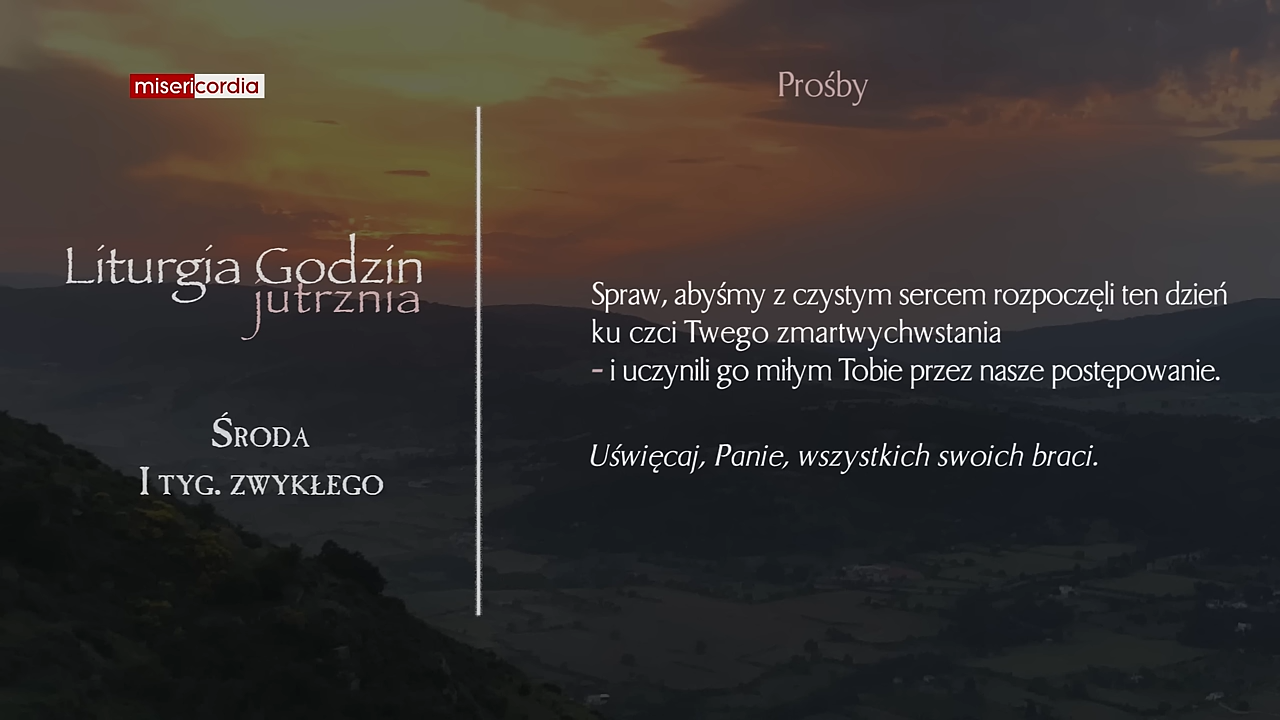 misericordia
Liturgia Godzin
jutrznia
Środa
I tyg. zwykłego
Prośby
Spraw, abyśmy z czystym sercem rozpoczęli ten dzień
ku czci Twego zmartwychwstania
- i uczynili go miłym Tobie przez nasze postępowanie.
Uświęcaj, Panie, wszystkich swoich braci.